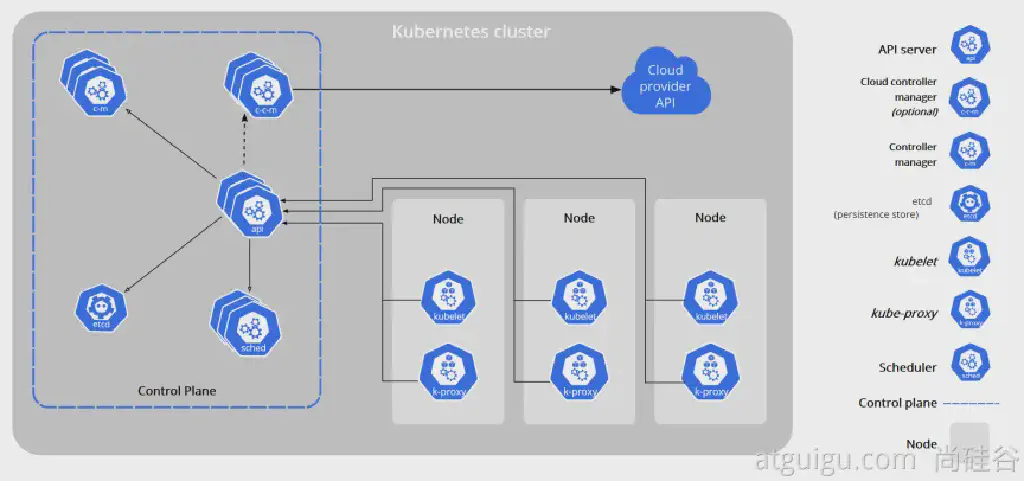 Kubernetes cluster
c-m
c-c-m
Cloud
provider
API
api
etcd
sched
Control Plane
Node
Node
Node
kubelet
kubelet
kubelet
k-proxy
k-proxy
k-proxy
API server
api
Cloud controller
manager
(optional)
c-c-m
Controller
manager
c-m
etcd
(persistence store)
etcd
kubelet
kubelet
kube-proxy
k-proxy
Scheduler
sched
Control plane
Node
atguigu.com 尚硅谷